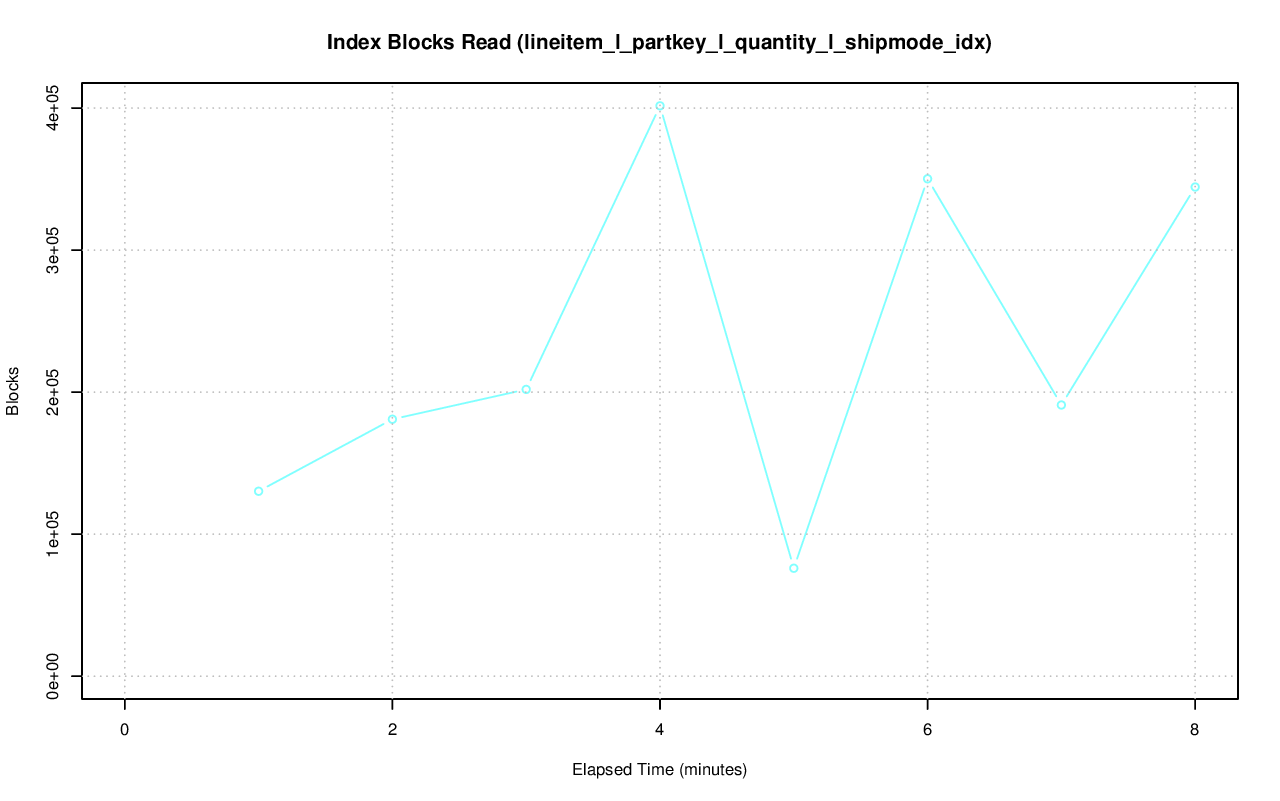 Index Blocks Read (lineitem_l_partkey_l_quantity_l_shipmode_idx)
4e+05
3e+05
2e+05
1e+05
0e+00
Blocks
0 2 4 6 8
Elapsed Time (minutes)